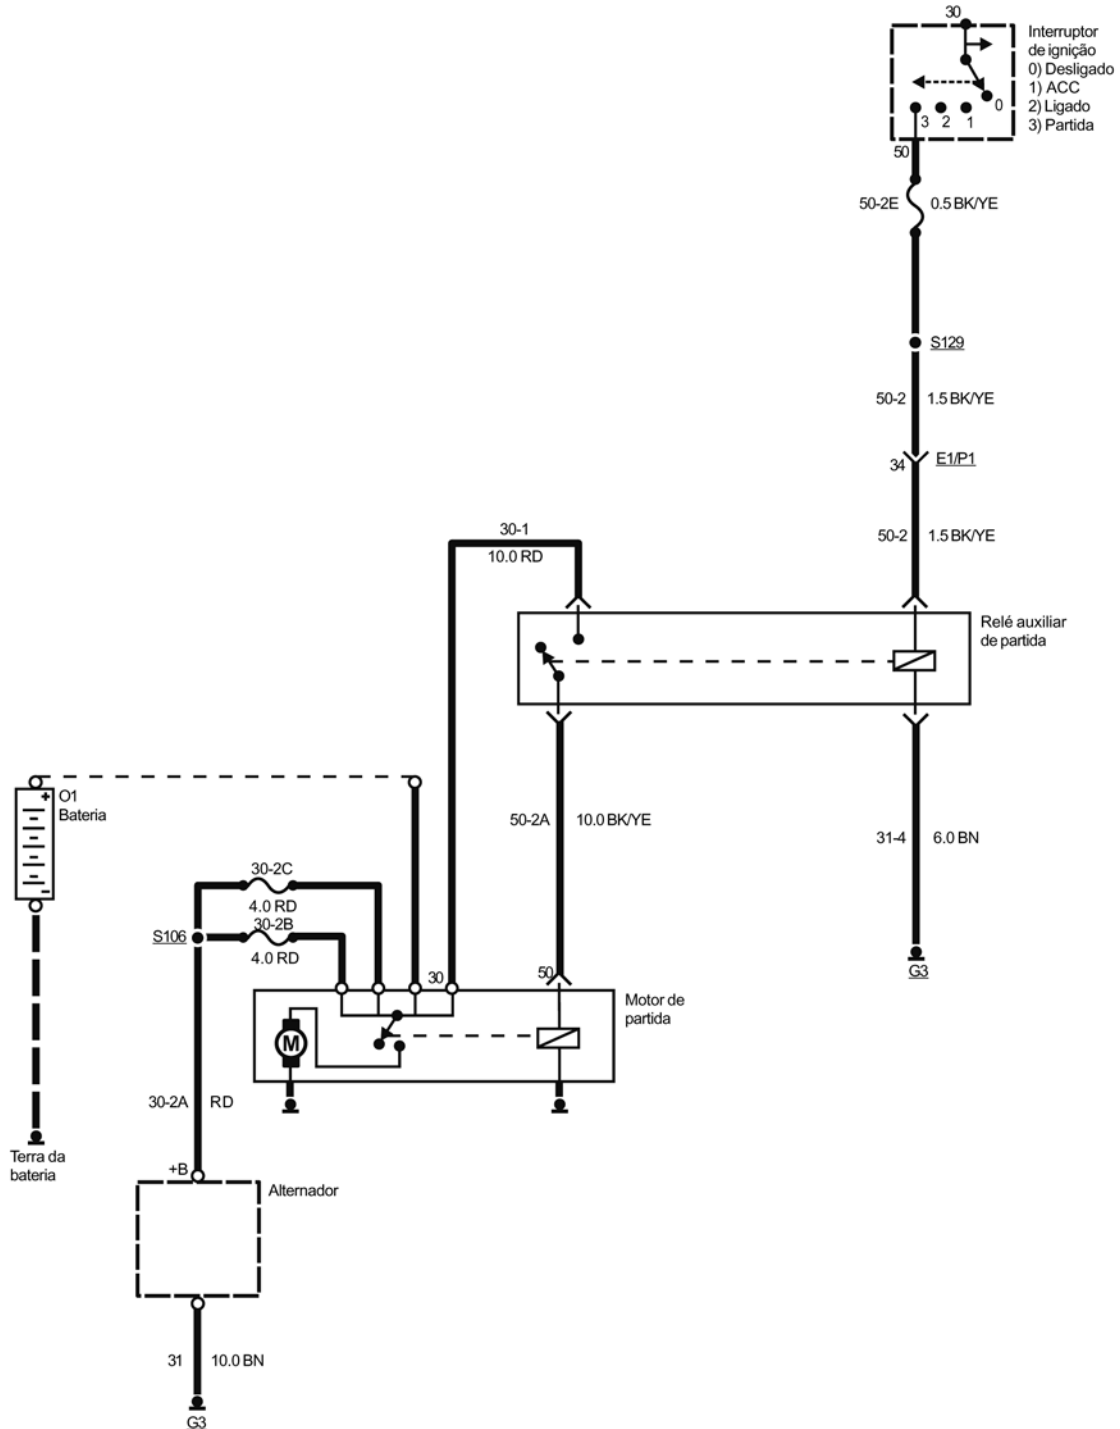 30
Interruptor
de ignição
0) Desligado
1) ACC
2) Ligado
3) Partida
0
3 2 1
50
50-2E 0.5 BK/YE
S129
50-2 1.5 BK/YE
34 E1/P1
30-1
10.0 RD
50-2 1.5 BK/YE
Relé auxiliar
de partida
+ O1
Bateria
-
50-2A 10.0 BK/YE
31-4 6.0 BN
30-2C
4.0 RD
30-2B
S106
4.0 RD
30
50
G3
Motor de
partida
M
30-2A RD
Terra da
bateria
+B
Alternador
31 10.0 BN
G3